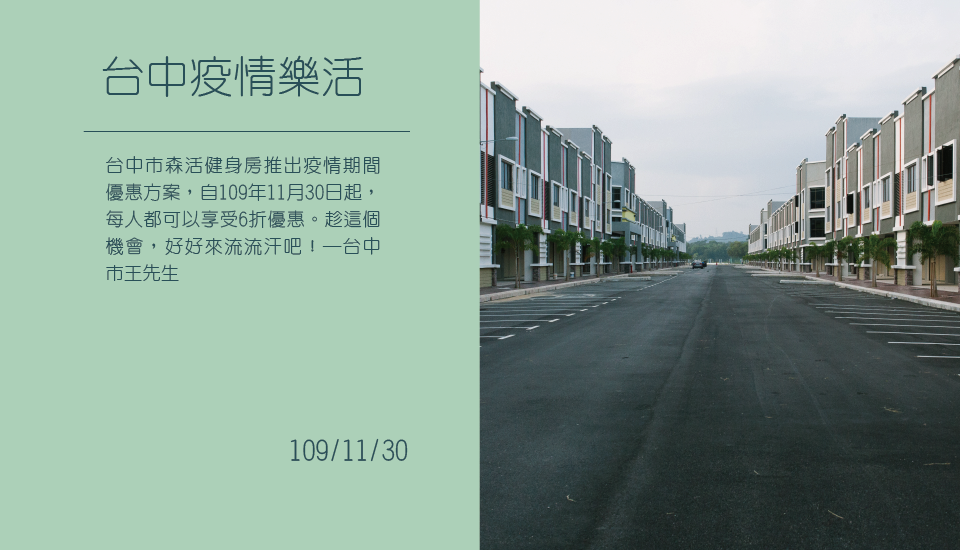 台中疫情樂活
台中市森活健身房推出疫情期間
優惠方案，自109年11月30日起，
每人都可以享受6折優惠。趁這個
機會，好好來流流汗吧！—台中
市王先生
109/11/30